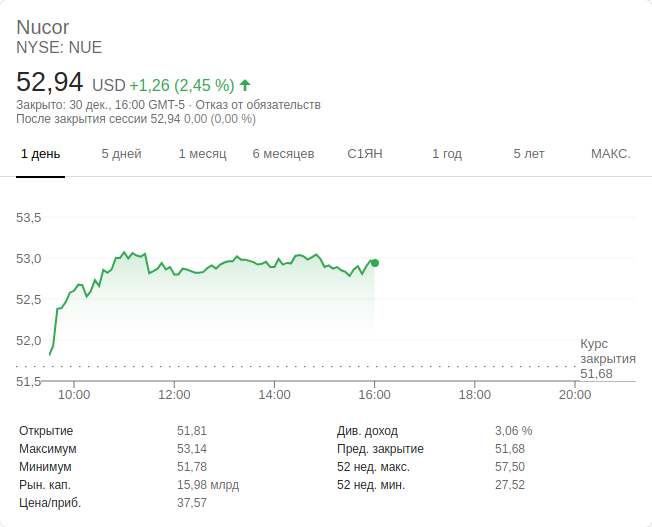 Nucor
NYSE: NUE
52,94 USD +1,26 (2,45 %)
Закрыто: 30 дек., 16:00 GMT-5 · Отказ от обязательств
После закрытия сессии 52,94 0,00 (0,00 %)
1 день 5 дней 1 месяц 6 месяцев С1ЯН 1 год 5 лет МАКС.
53,5
53,0
52,5
52,0
51,5
Курс
закрытия
51,68
10:00 12:00 14:00 16:00 18:00 20:00
Открытие 51,81 Див. доход 3,06 %
Максимум 53,14 Пред. закрытие 51,68
Минимум 51,78 52 нед. макс. 57,50
Рын. кап. 15,98 млрд 52 нед. мин. 27,52
Цена/приб. 37,57